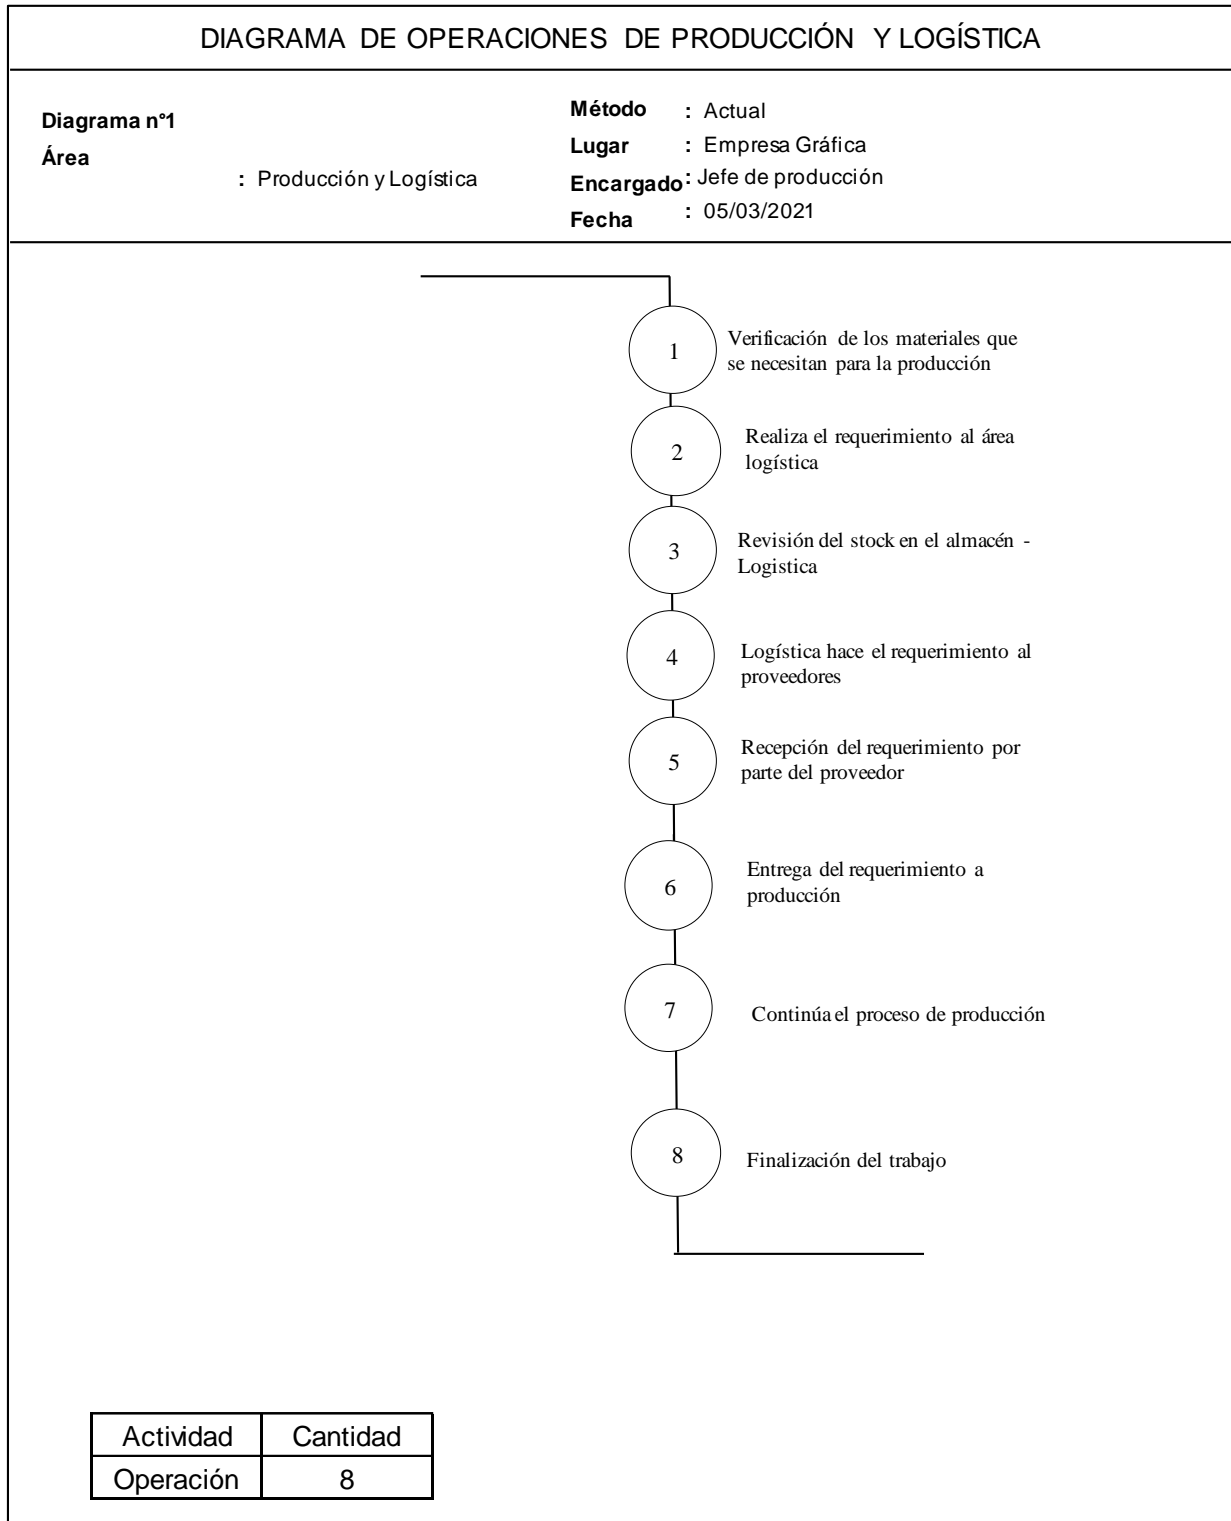 DIAGRAMA DE OPERACIONES DE PRODUCCIÓN Y LOGÍSTICA
Diagrama n°1
Área
: Producción y Logística
Método : Actual
Lugar : Empresa Gráfica
Encargado : Jefe de producción
Fecha : 05/03/2021
1
Verificación de los materiales que
se necesitan para la producción
2
Realiza el requerimiento al área
logística
3
Revisión del stock en el almacén -
Logistica
4
Logística hace el requerimiento al
proveedores
5
Recepción del requerimiento por
parte del proveedor
6
Entrega del requerimiento a
producción
7
Continúa el proceso de producción
8
Finalización del trabajo
Actividad Cantidad
Operación 8